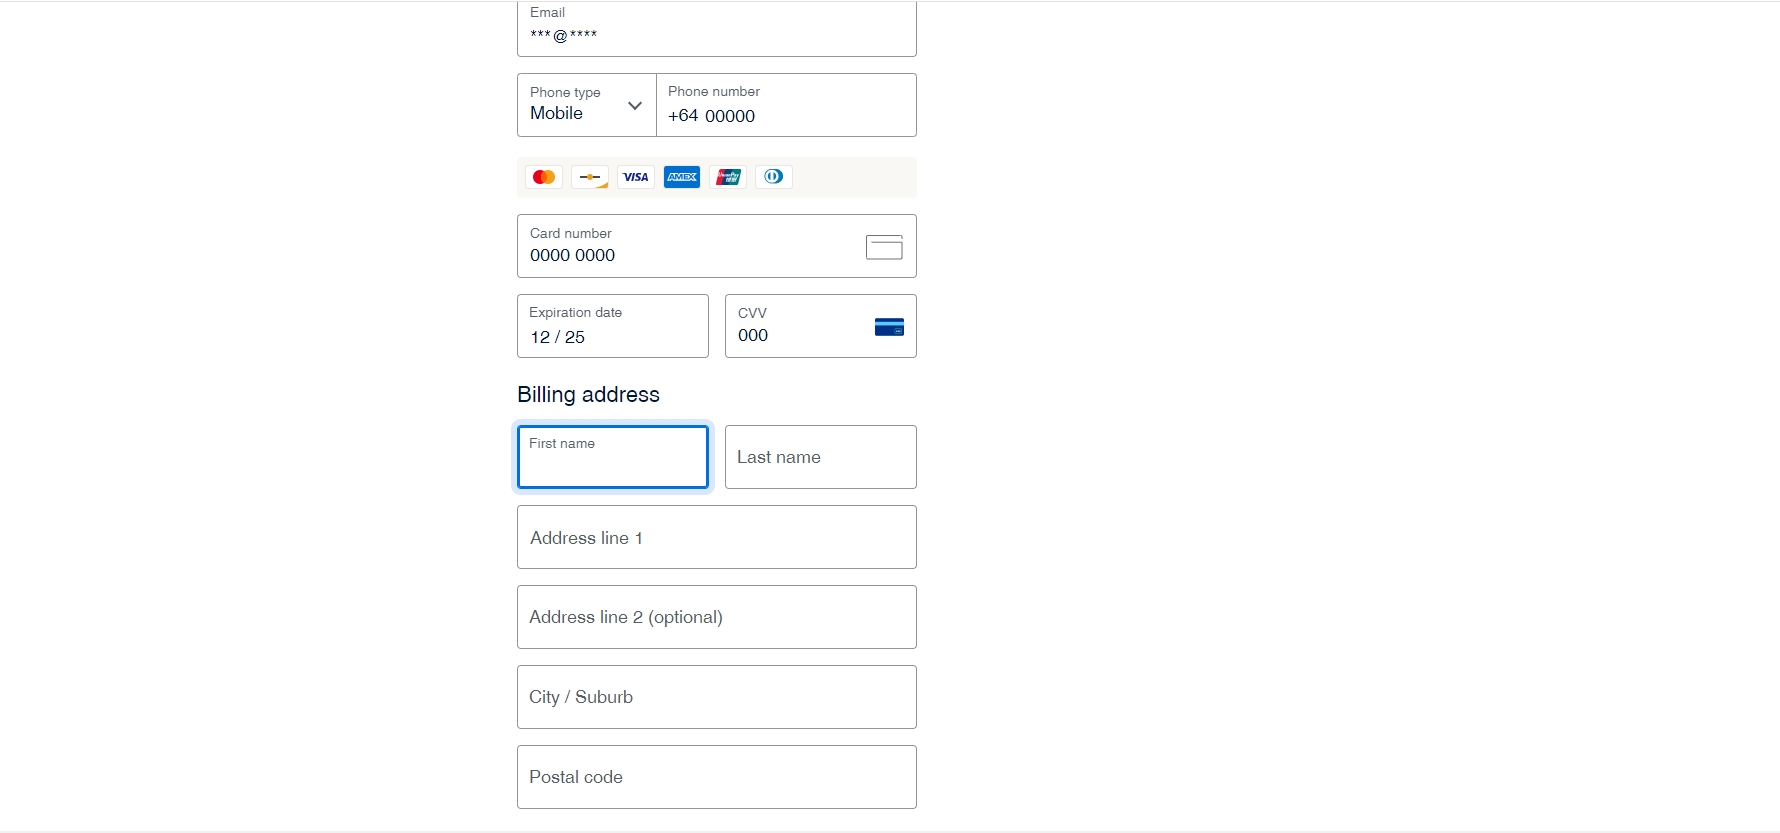 Email
***@****
Phone type
Mobile
Phone number
+64 00000
VISA
AMEX
UnionPay
Card number
0000 0000
Expiration date
12 / 25
CVV
000
Billing address
First name
Last name
Address line 1
Address line 2 (optional)
City / Suburb
Postal code